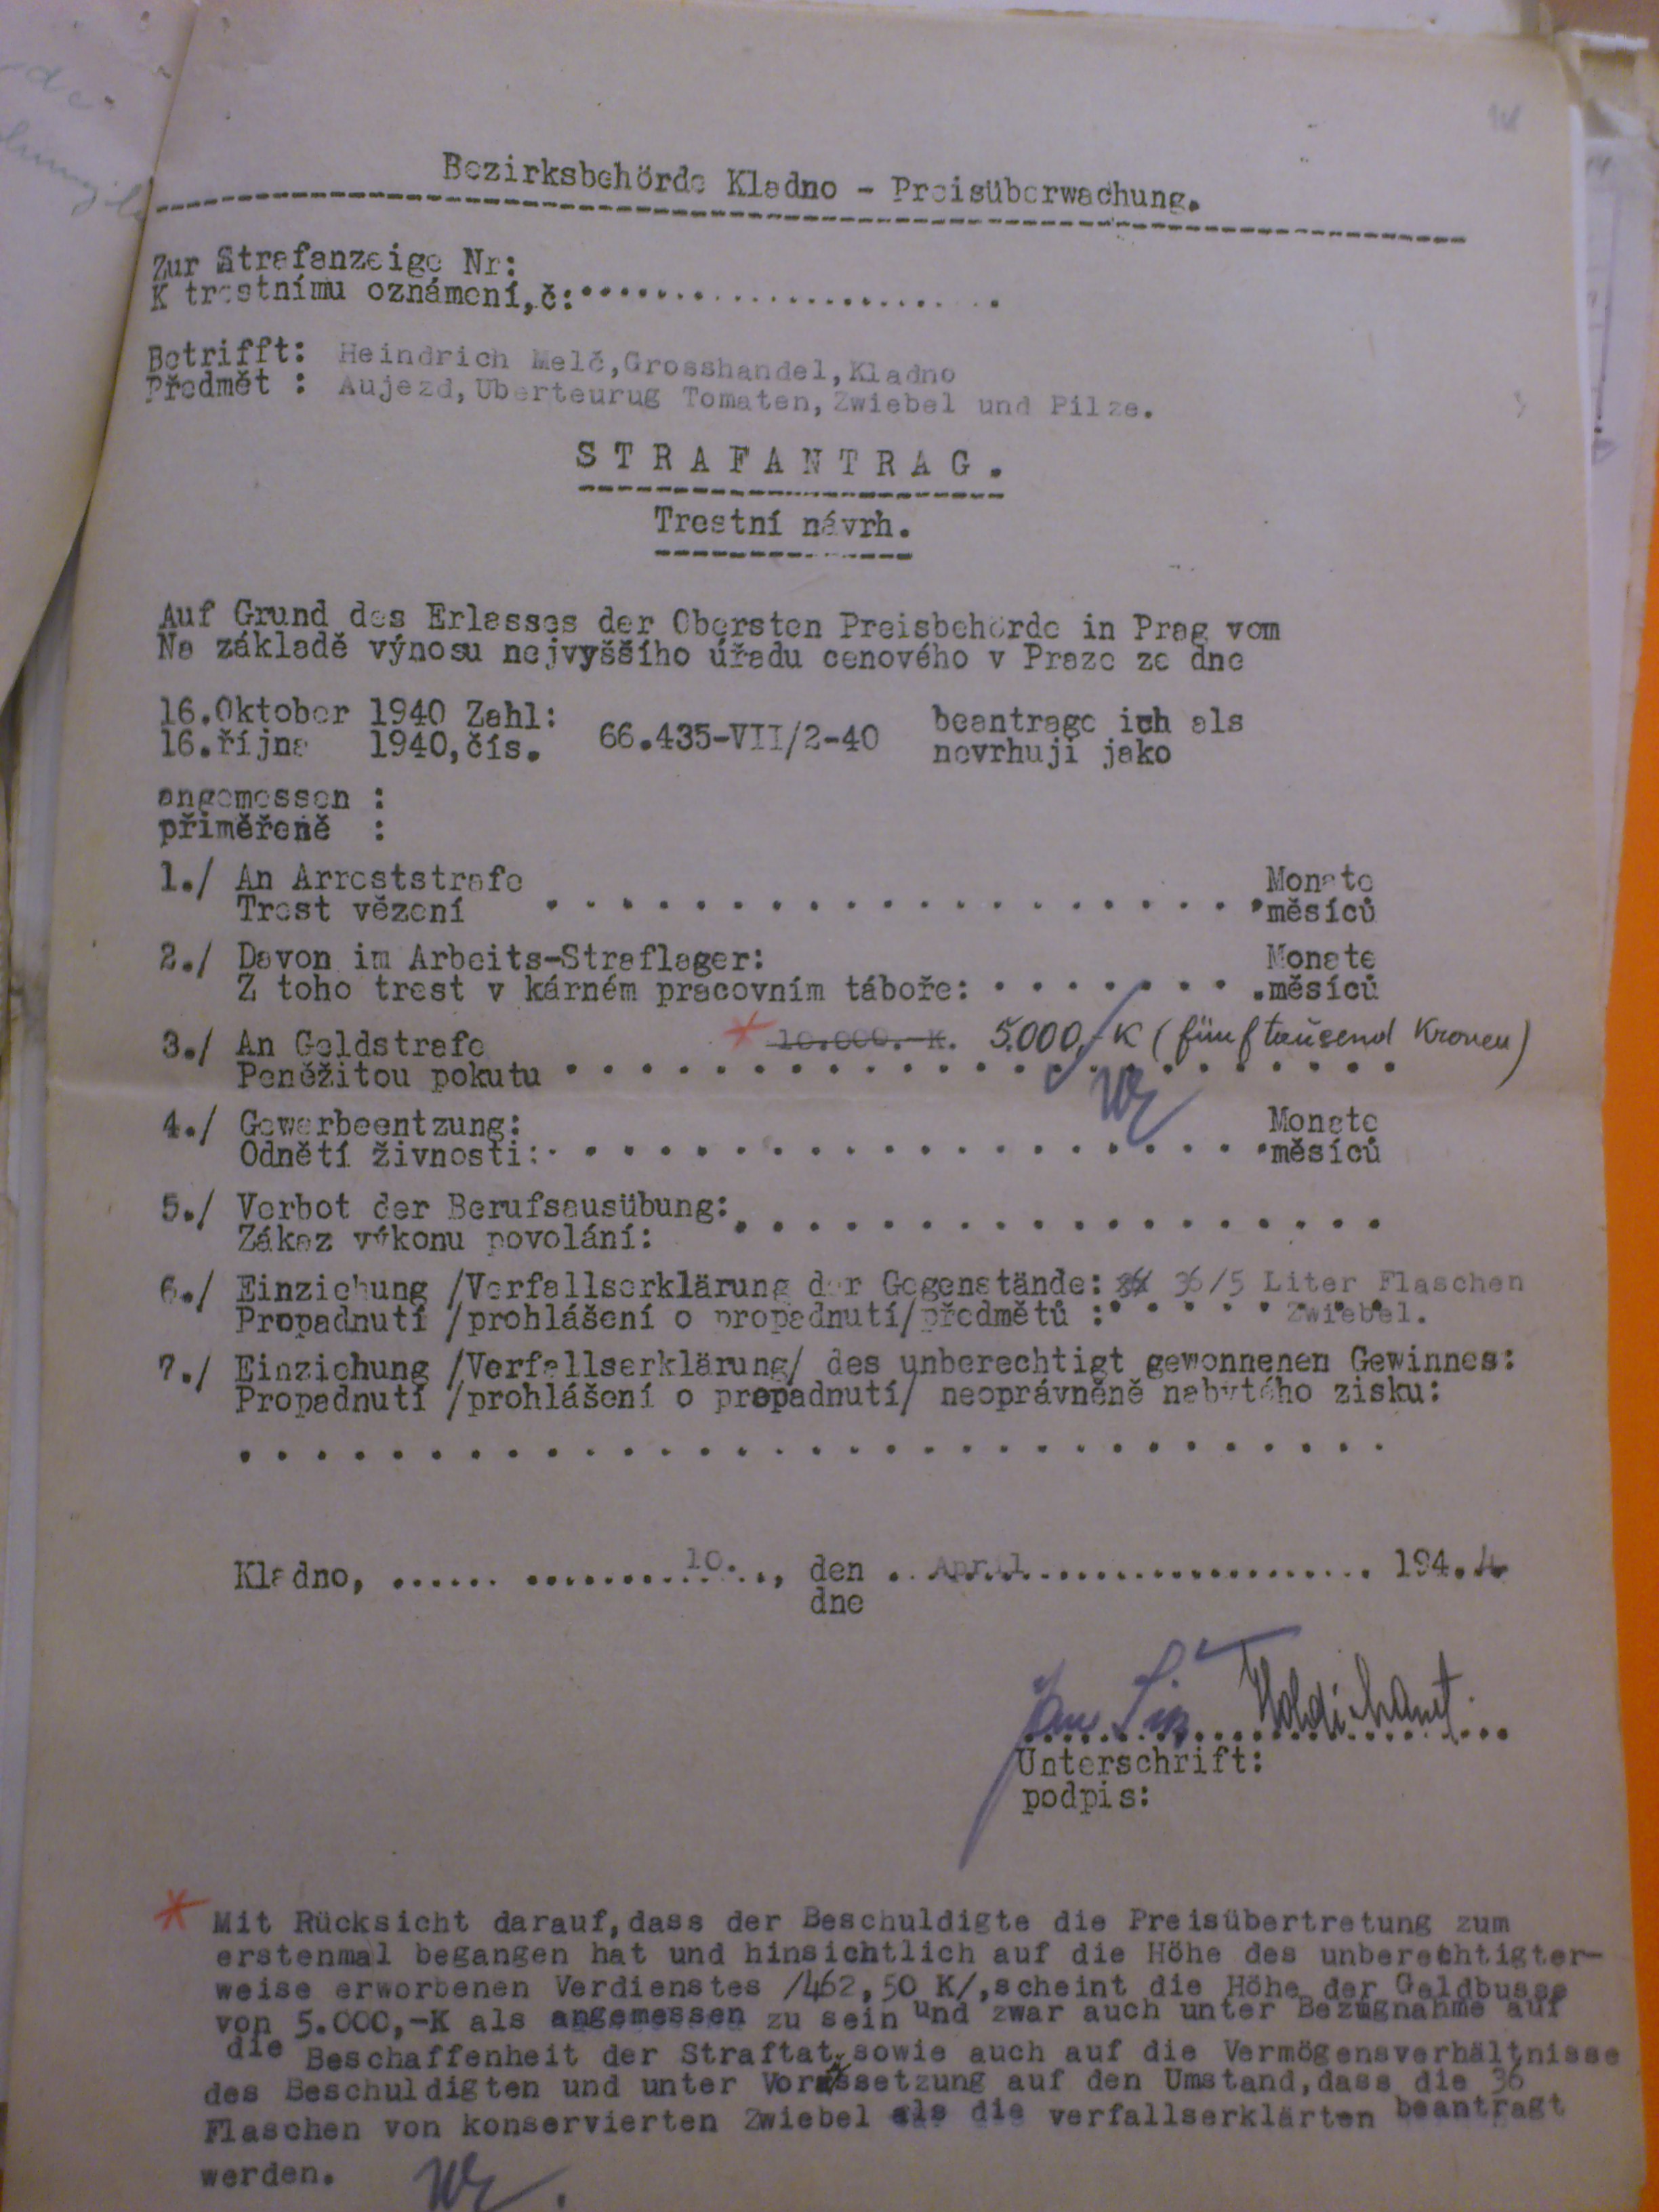 Bezirksbehörde Kladno - Preisüberwachung.
Zur Strafanzeige Nr:
K trestnímu oznámení,č:
Betrifft: Heindrich Melč,Grosshandel,Kladno
Předmět : Aujezd,Uberteurug Tomaten,Zwiebel und Pilze.
STRAFANTRAG.
Trestní návrh.
Auf Grund des Erlasses der Obersten Preisbehörde in Prag vom
Na základě výnosu nejvyššího úřadu cenového v Praze ze dne
16.Oktober 1940 Zahl: 66.435-VII/2-40 beantrage ich als
16.října 1940,čís. navrhuji jako
angemessen :
přiměřeně :
1./ An Arreststrafe Monate
Trest vězení měsíců
2./ Davon im Arbeits-Straflager: Monate
Z toho trest v kárném pracovním táboře: měsíců
3./ An Geldstrafe * 10.000.-K. 5.000,-K (fünftausend Kronen)
Peněžitou pokutu
4./ Gewerbeentzung: Monate
Odnětí živnosti: měsíců
5./ Verbot der Berufsausübung:
Zákaz výkonu povolání:
6./ Einziehung /Verfallserklärung der Gegenstände: 36/5 Liter Flaschen
Propadnutí /prohlášení o propadnutí/předmětů : Zwiebel.
7./ Einziehung /Verfallserklärung/ des unberechtigt gewonnenen Gewinnes:
Propadnutí /prohlášení o propadnutí/ neoprávněně nabytého zisku:
Kladno, 10., den April 194.4
dne
Unterschrift:
podpis:
* Mit Rücksicht darauf,dass der Beschuldigte die Preisübertretung zum
erstenmal begangen hat und hinsichtlich auf die Höhe des unberechtigter-
weise erworbenen Verdienstes /462,50 K/,scheint die Höhe der Geldbusse
von 5.000,-K als angemessen zu sein und zwar auch unter Bezugnahme auf
die Beschaffenheit der Straftat,sowie auch auf die Vermögensverhältnisse
des Beschuldigten und unter Vorassetzung auf den Umstand,dass die 36
Flaschen von konservierten Zwiebel als die verfallserklärten beantragt
werden.